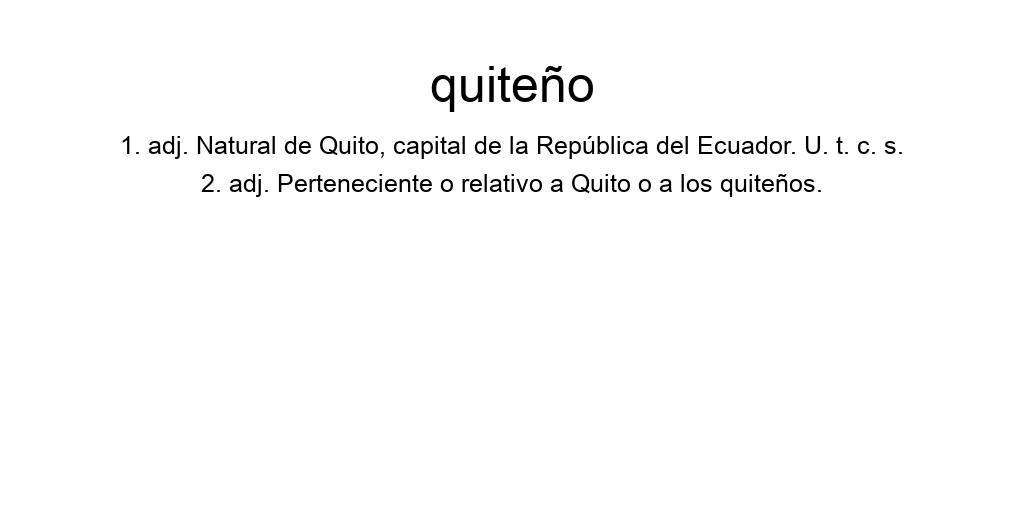 quiteño
1. adj. Natural de Quito, capital de la República del Ecuador. U. t. c. s.
2. adj. Perteneciente o relativo a Quito o a los quiteños.